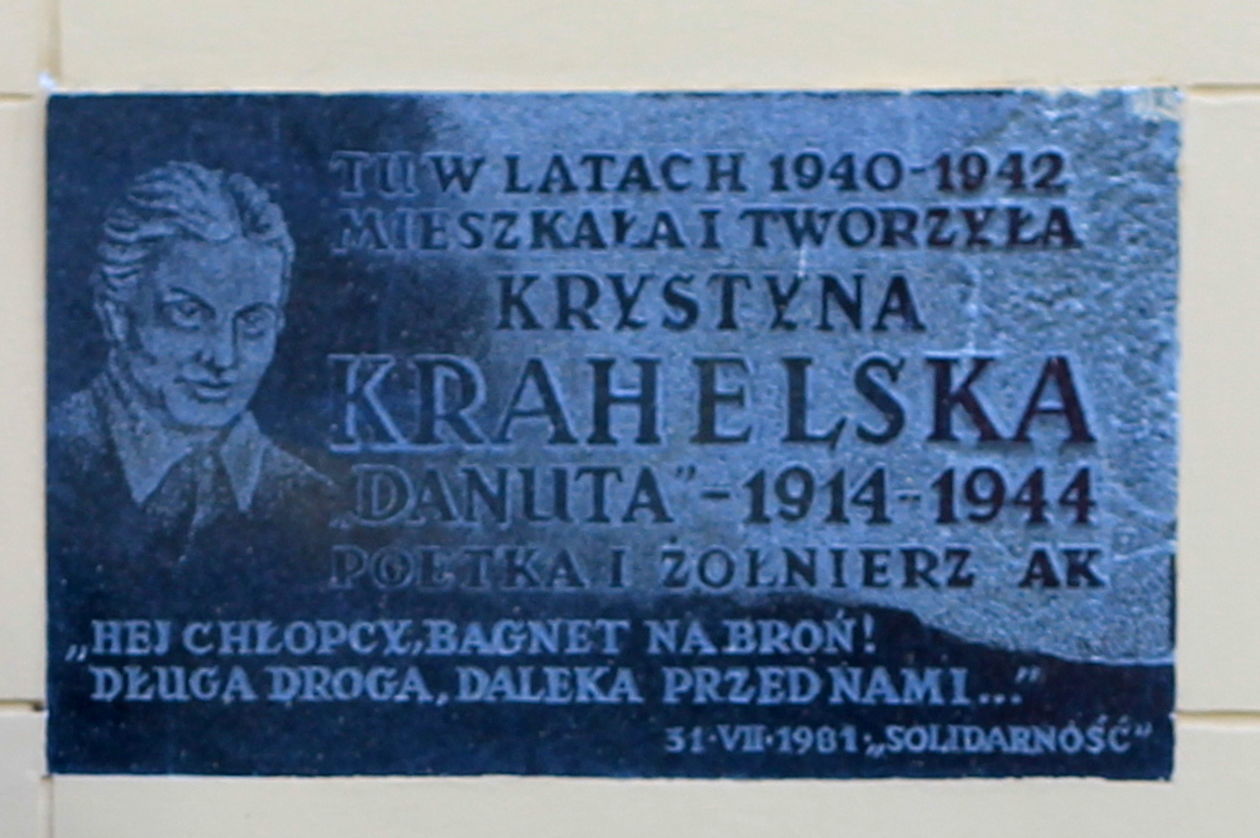 TU W LATACH 1940-1942
MIESZKAŁA I TWORZYŁA
KRYSTYNA
KRAHELSKA
„DANUTA” - 1914-1944
POETKA I ŻOŁNIERZ AK
„HEJ CHŁOPCY, BAGNET NA BROŃ!
DŁUGA DROGA, DALEKA PRZED NAMI...”
31·VII·1981·„SOLIDARNOŚĆ”